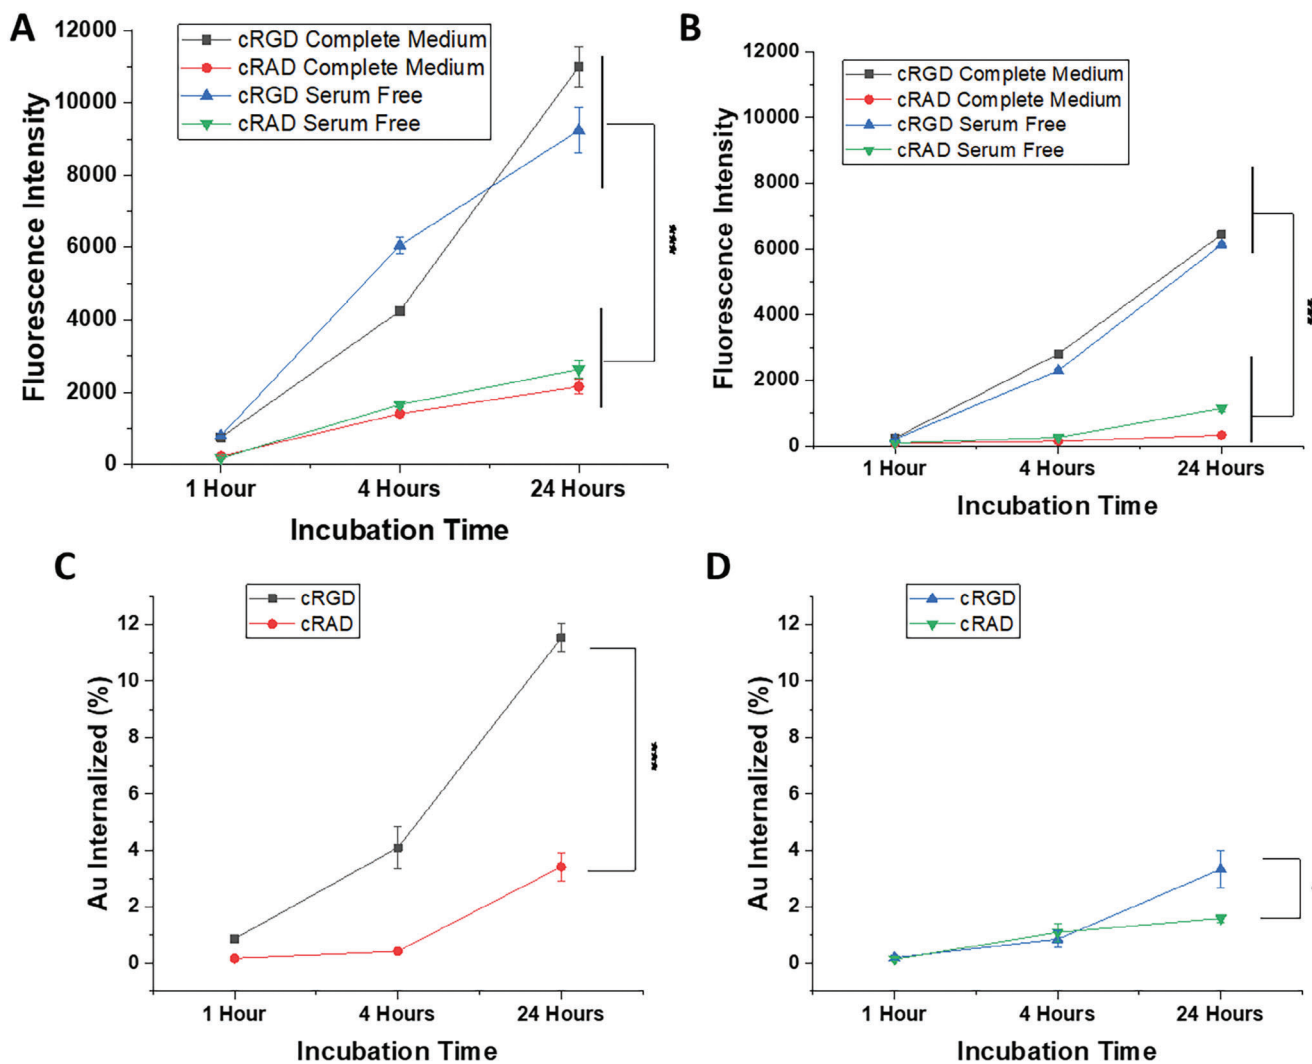 A
12000
10000
8000
6000
4000
2000
0
Fluorescence Intensity
cRGD Complete Medium
cRAD Complete Medium
cRGD Serum Free
cRAD Serum Free
***
1 Hour
4 Hours
24 Hours
Incubation Time
B
12000
10000
8000
6000
4000
2000
0
Fluorescence Intensity
cRGD Complete Medium
cRAD Complete Medium
cRGD Serum Free
cRAD Serum Free
1 Hour
4 Hours
24 Hours
Incubation Time
C
12
10
8
6
4
2
0
Au Internalized (%)
cRGD
cRAD
***
1 Hour
4 Hours
24 Hours
Incubation Time
D
12
10
8
6
4
2
0
Au Internalized (%)
cRGD
cRAD
1 Hour
4 Hours
24 Hours
Incubation Time